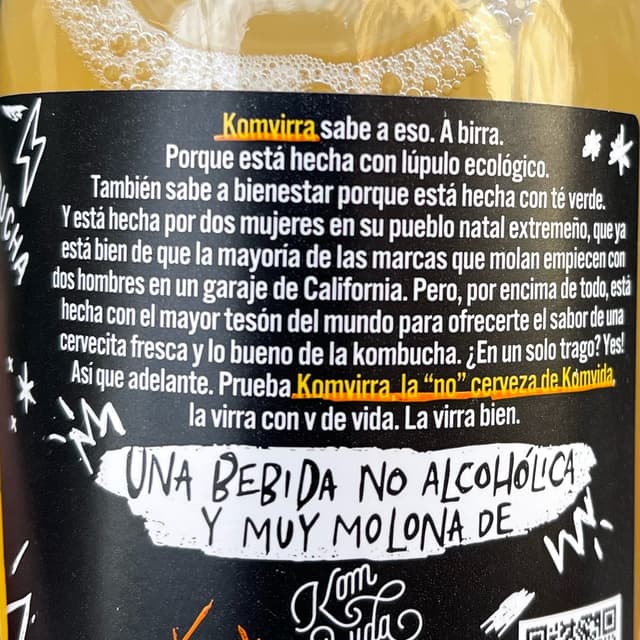 Komvirra sabe a eso. A birra.
Porque está hecha con lúpulo ecológico.
También sabe a bienestar porque está hecha con té verde.
Y está hecha por dos mujeres en su pueblo natal extremeño, que ya
está bien de que la mayoría de las marcas que molan empiecen con
dos hombres en un garaje de California. Pero, por encima de todo, está
hecha con el mayor tesón del mundo para ofrecerte el sabor de una
cervecita fresca y lo bueno de la kombucha. ¿En un solo trago? Yes!
Así que adelante. Prueba Komvirra, la “no” cerveza de Komvida,
la virra con v de vida. La virra bien.
UNA BEBIDA NO ALCOHÓLICA
Y MUY MOLONA DE
Kom